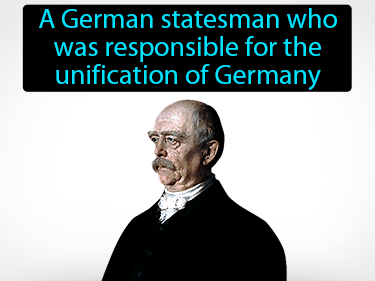 A German statesman who
was responsible for the
unification of Germany